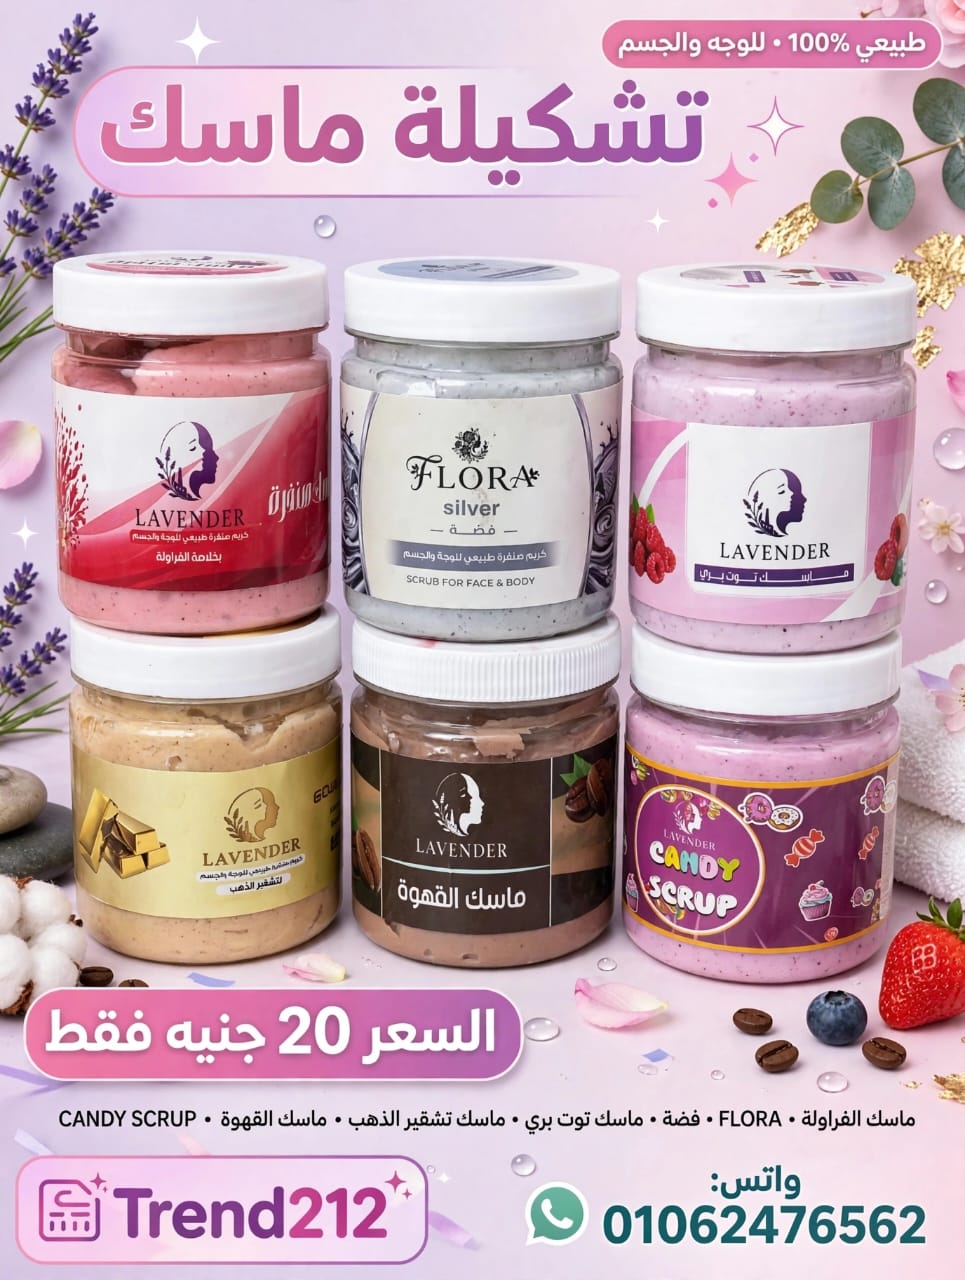 طبيعي 100% • للوجه والجسم
تشكيلة ماسك
LAVENDER
كريم صنفرة طبيعي للوجة والجسم
بخلاصة الفراولة
صنفرة
FLORA
silver
فضة
كريم صنفرة طبيعي للوجة والجسم
SCRUB FOR FACE & BODY
LAVENDER
ماسك توت بري
LAVENDER
كريم صنفرة طبيعي للوجة والجسم
لتشقير الذهب
LAVENDER
ماسك القهوة
LAVENDER
CANDY
SCRUP
السعر 20 جنيه فقط
ماسك الفراولة • FLORA • فضة • ماسك توت بري • ماسك تشقير الذهب • ماسك القهوة • CANDY SCRUP
Trend212
واتس:
01062476562